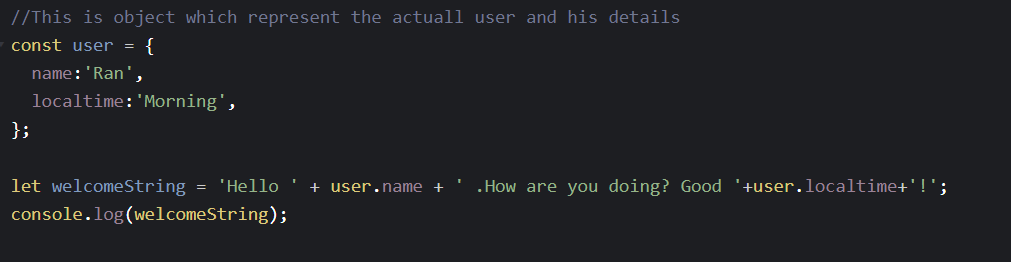 //This is object which represent the actuall user and his details
const user = {
  name:'Ran',
  localtime:'Morning',
};

let welcomeString = 'Hello ' + user.name + ' .How are you doing? Good '+user.localtime+'!';
console.log(welcomeString);